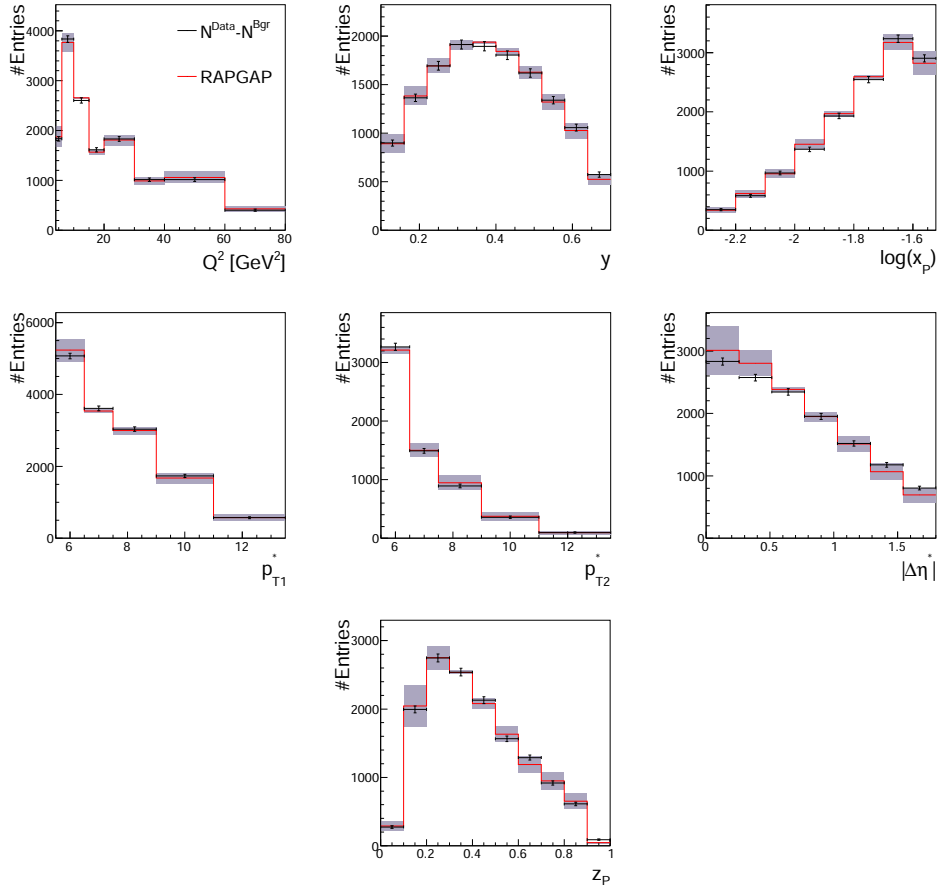 #Entries
4000
3000
2000
1000
0
N^Data-N^Bgr
RAPGAP
20 40 60 80
Q² [GeV²]
#Entries
2000
1500
1000
500
0
0.2 0.4 0.6
y
#Entries
4000
3000
2000
1000
0
-2.2 -2 -1.8 -1.6
log(x_P)
#Entries
6000
4000
2000
0
6 8 10 12
p*_T1
#Entries
3000
2000
1000
0
6 8 10 12
p*_T2
#Entries
3000
2000
1000
0
0 0.5 1 1.5
|Δη*|
#Entries
3000
2000
1000
0
0 0.2 0.4 0.6 0.8 1
z_P